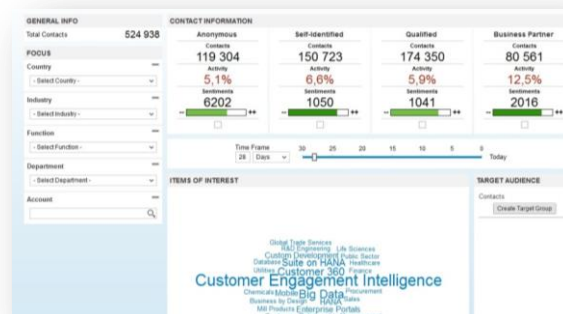 GENERAL INFO
Total Contacts 524 938
FOCUS
Country
- Select Country -
Industry
- Select Industry -
Function
- Select Function -
Department
- Select Department -
Account
CONTACT INFORMATION
Anonymous Self-Identified Qualified Business Partner
Contacts Contacts Contacts Contacts
119 304 150 723 174 350 80 561
Activity Activity Activity Activity
5,1% 6,6% 5,9% 12,5%
Sentiments Sentiments Sentiments Sentiments
6202 1050 1041 2016
Time Frame 30 25 20 15 10 5 0
28 Days Today
ITEMS OF INTEREST
Global Trade Services
R&D Engineering Life Sciences
Custom Development Public Sector
Database Suite on HANA Healthcare
Utilities Customer 360 Finance
Customer Engagement Intelligence
Chemicals Mobile Big Data Procurement
Business by Design HANA Sales
Mill Products Enterprise Portals
TARGET AUDIENCE
Contacts
Create Target Group